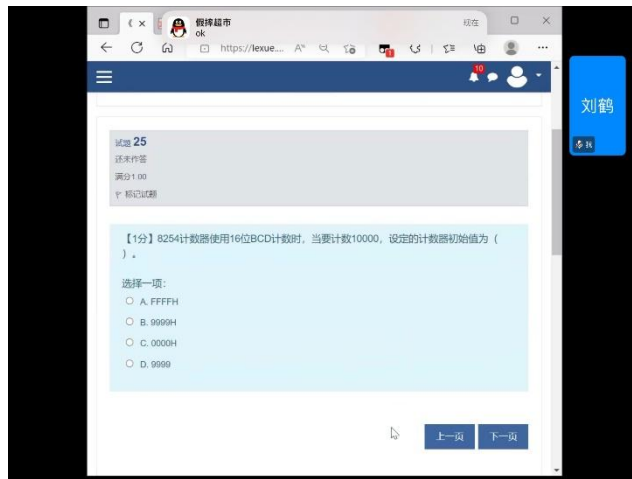 假摔超市
ok
现在
https://lexue....
10
试题 25
还未作答
满分1.00
标记试题
【1分】8254计数器使用16位BCD计数时，当要计数10000，设定的计数器初始值为（
）。
选择一项：
A. FFFFH
B. 9999H
C. 0000H
D. 9999
上一页
下一页
刘鹤